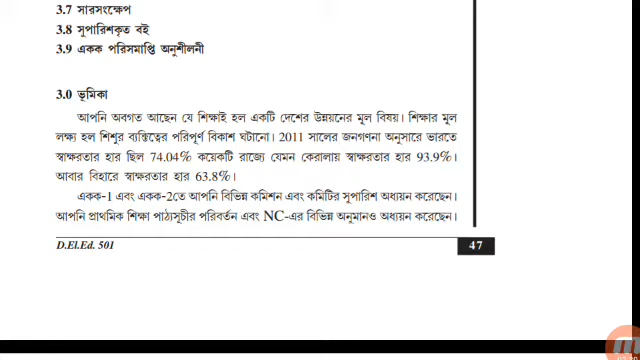 3.7 সারসংক্ষেপ
3.8 সুপারিশকৃত বই
3.9 একক পরিসমাপ্তি অনুশীলনী
3.0 ভূমিকা
আপনি অবগত আছেন যে শিক্ষাই হল একটি দেশের উন্নয়নের মূল বিষয়। শিক্ষার মূল
লক্ষ্য হল শিশুর ব্যক্তিত্বের পরিপূর্ণ বিকাশ ঘটানো। 2011 সালের জনগণনা অনুসারে ভারতে
স্বাক্ষরতার হার ছিল 74.04% কয়েকটি রাজ্যে যেমন কেরালায় স্বাক্ষরতার হার 93.9%।
আবার বিহারে স্বাক্ষরতার হার 63.8%।
একক-1 এবং একক-2তে আপনি বিভিন্ন কমিশন এবং কমিটির সুপারিশ অধ্যয়ন করেছেন।
আপনি প্রাথমিক শিক্ষা পাঠ্যসূচীর পরিবর্তন এবং NC-এর বিভিন্ন অনুমানও অধ্যয়ন করেছেন।
D.El.Ed. 501
47